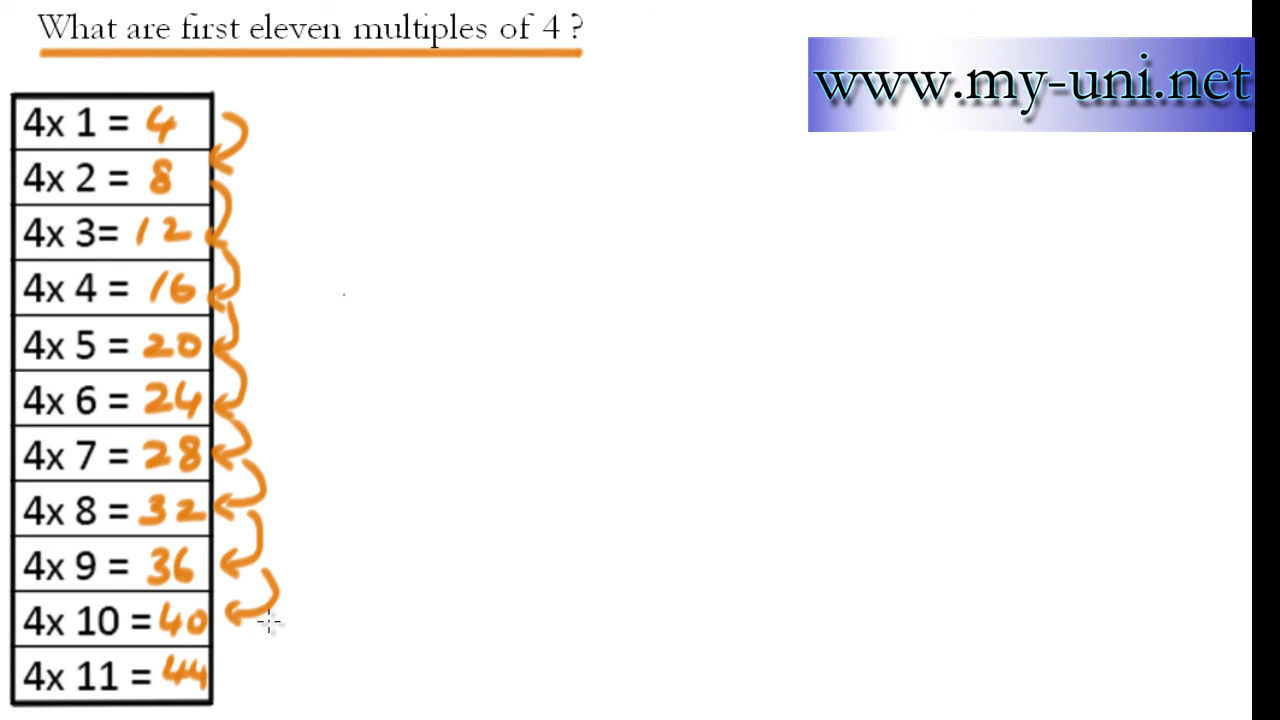 What are first eleven multiples of 4 ?
www.my-uni.net
4x 1 = 4
4x 2 = 8
4x 3= 12
4x 4 = 16
4x 5 = 20
4x 6 = 24
4x 7 = 28
4x 8 = 32
4x 9 = 36
4x 10 = 40
4x 11 = 44